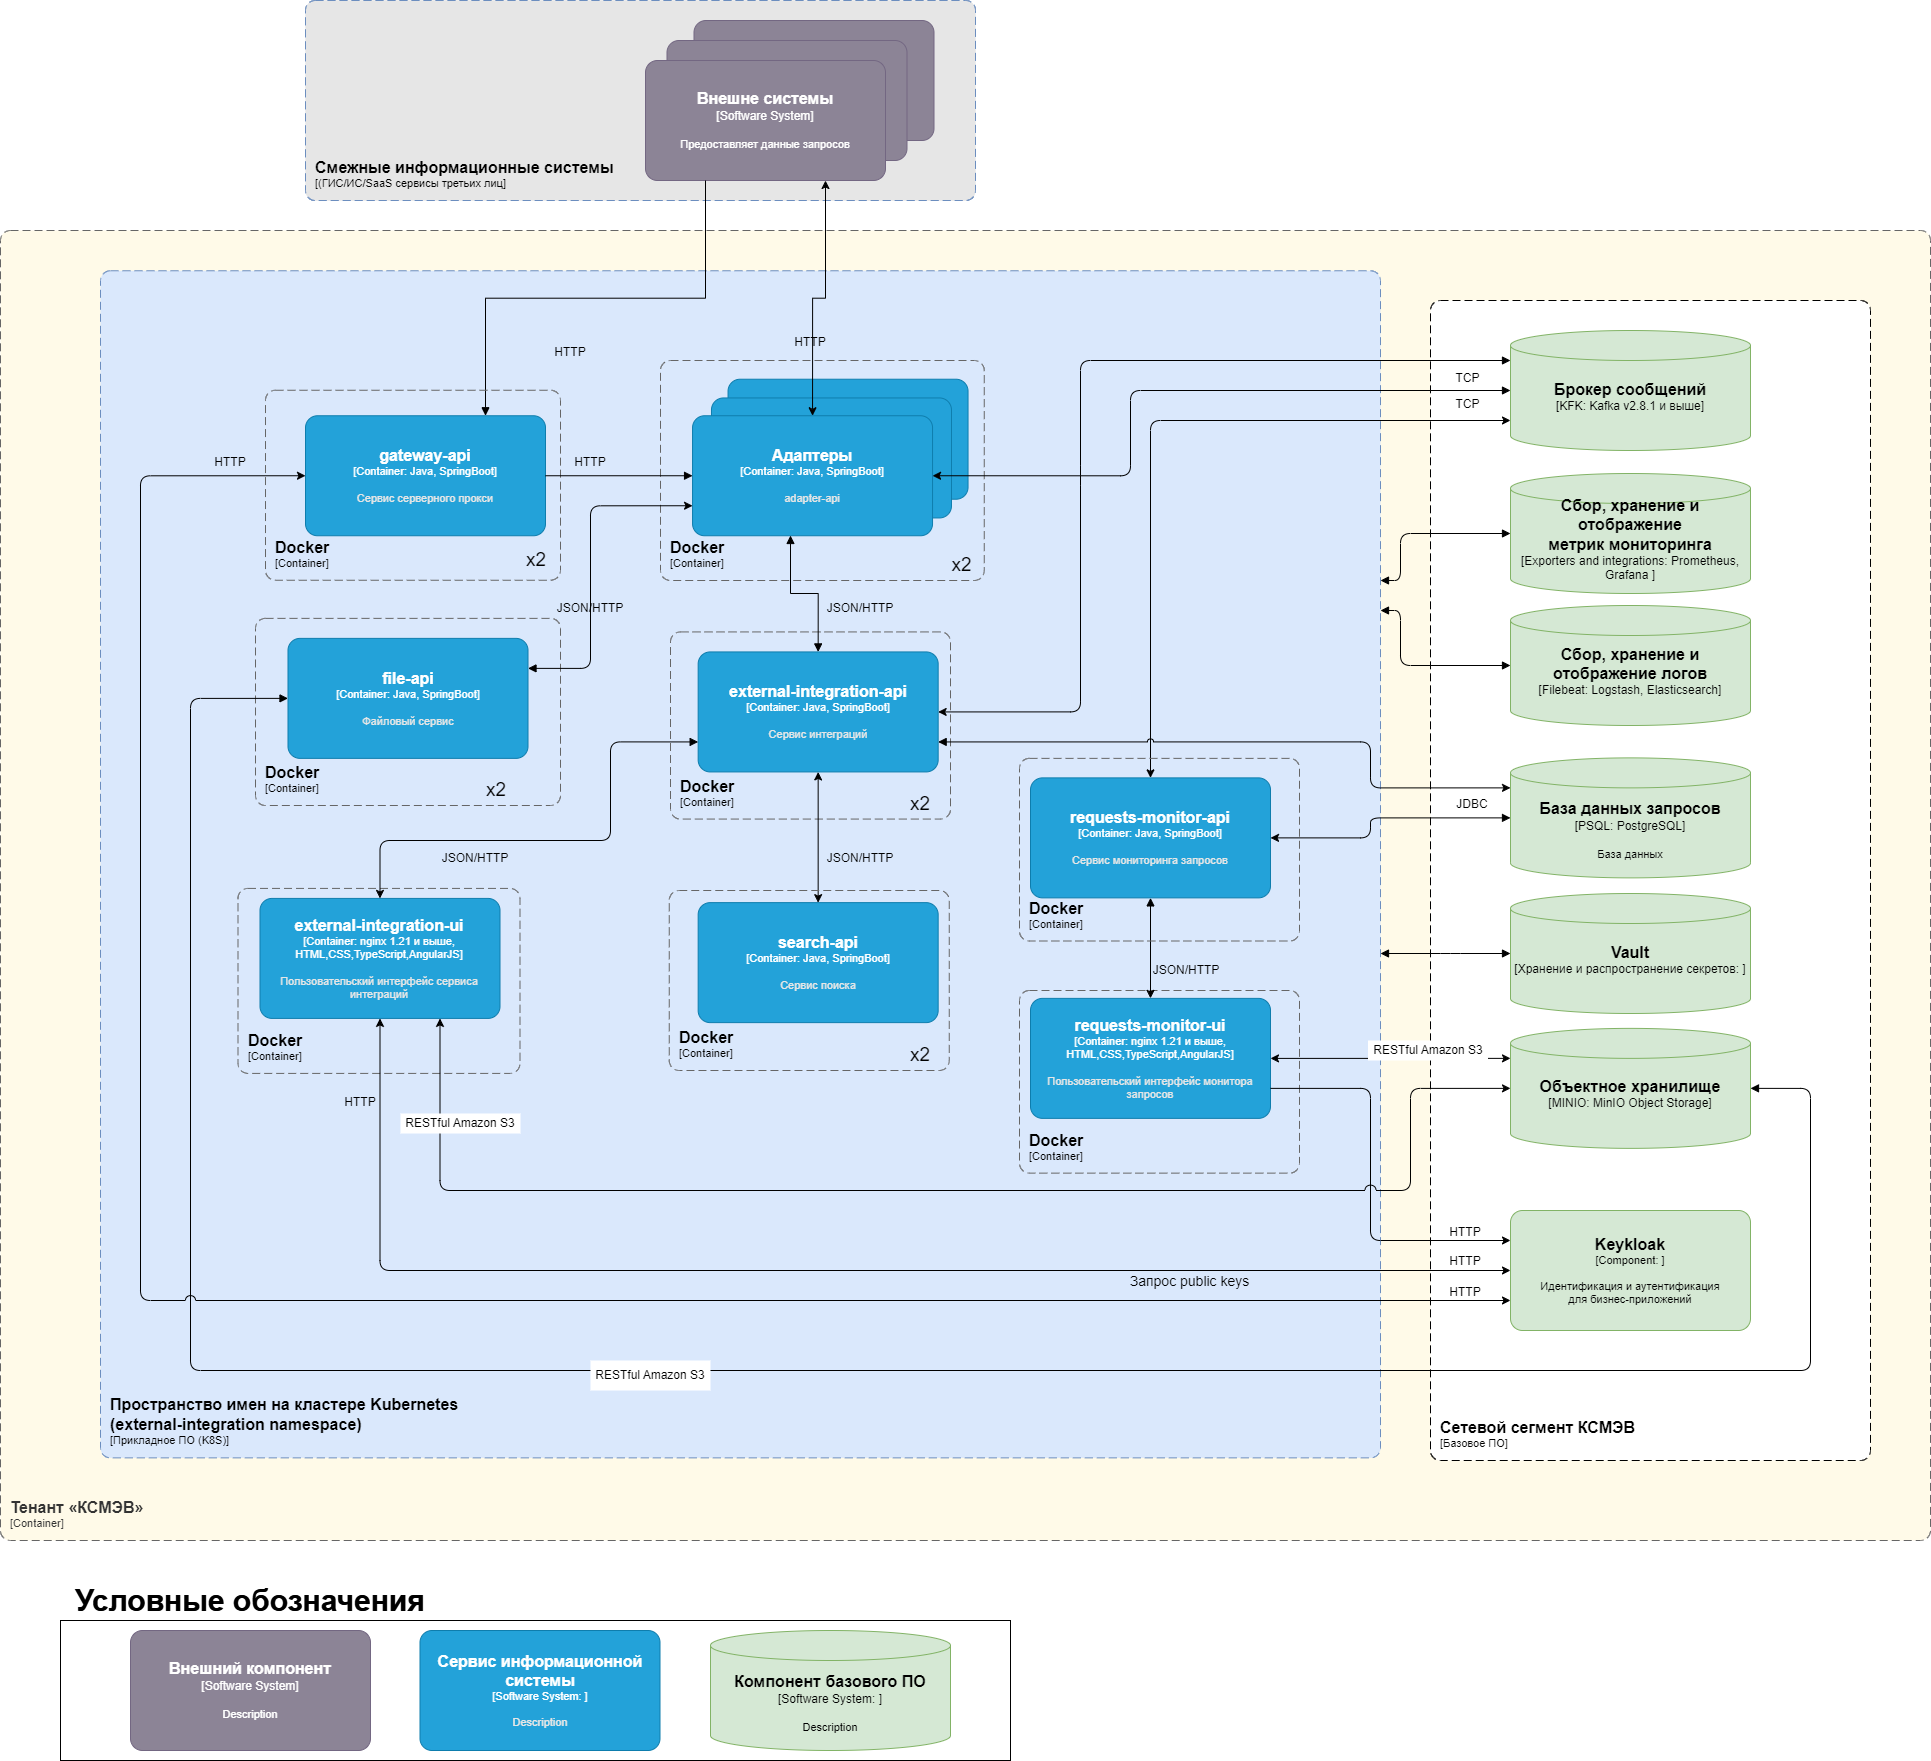 Внешне системы
[Software System]
Предоставляет данные запросов
Смежные информационные системы
[(ГИС/ИС/SaaS сервисы третьих лиц]
HTTP
HTTP
gateway-api
[Container: Java, SpringBoot]
Сервис серверного прокси
Docker
[Container]
x2
HTTP
HTTP
Адаптеры
[Container: Java, SpringBoot]
adapter-api
Docker
[Container]
x2
TCP
TCP
Брокер сообщений
[KFK: Kafka v2.8.1 и выше]
Сбор, хранение и
отображение
метрик мониторинга
[Exporters and integrations: Prometheus,
Grafana ]
JSON/HTTP
JSON/HTTP
file-api
[Container: Java, SpringBoot]
Файловый сервис
Docker
[Container]
x2
external-integration-api
[Container: Java, SpringBoot]
Сервис интеграций
Docker
[Container]
x2
Сбор, хранение и
отображение логов
[Filebeat: Logstash, Elasticsearch]
requests-monitor-api
[Container: Java, SpringBoot]
Сервис мониторинга запросов
Docker
[Container]
JDBC
База данных запросов
[PSQL: PostgreSQL]
База данных
JSON/HTTP
JSON/HTTP
external-integration-ui
[Container: nginx 1.21 и выше,
HTML,CSS,TypeScript,AngularJS]
Пользовательский интерфейс сервиса
интеграций
Docker
[Container]
search-api
[Container: Java, SpringBoot]
Сервис поиска
Docker
[Container]
x2
Vault
[Хранение и распространение секретов: ]
JSON/HTTP
requests-monitor-ui
[Container: nginx 1.21 и выше,
HTML,CSS,TypeScript,AngularJS]
Пользовательский интерфейс монитора
запросов
Docker
[Container]
RESTful Amazon S3
Объектное хранилище
[MINIO: MinIO Object Storage]
HTTP
RESTful Amazon S3
HTTP
HTTP
HTTP
Запрос public keys
Keykloak
[Component: ]
Идентификация и аутентификация
для бизнес-приложений
RESTful Amazon S3
Пространство имен на кластере Kubernetes
(external-integration namespace)
[Прикладное ПО (K8S)]
Сетевой сегмент КСМЭВ
[Базовое ПО]
Тенант «КСМЭВ»
[Container]
Условные обозначения
Внешний компонент
[Software System]
Description
Сервис информационной
системы
[Software System: ]
Description
Компонент базового ПО
[Software System: ]
Description